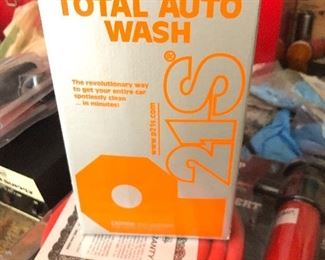 TOTAL AUTO
WASH
The revolutionary way
to get your entire car
spotlessly clean
... in minutes!
www.p21s.com
P21S®